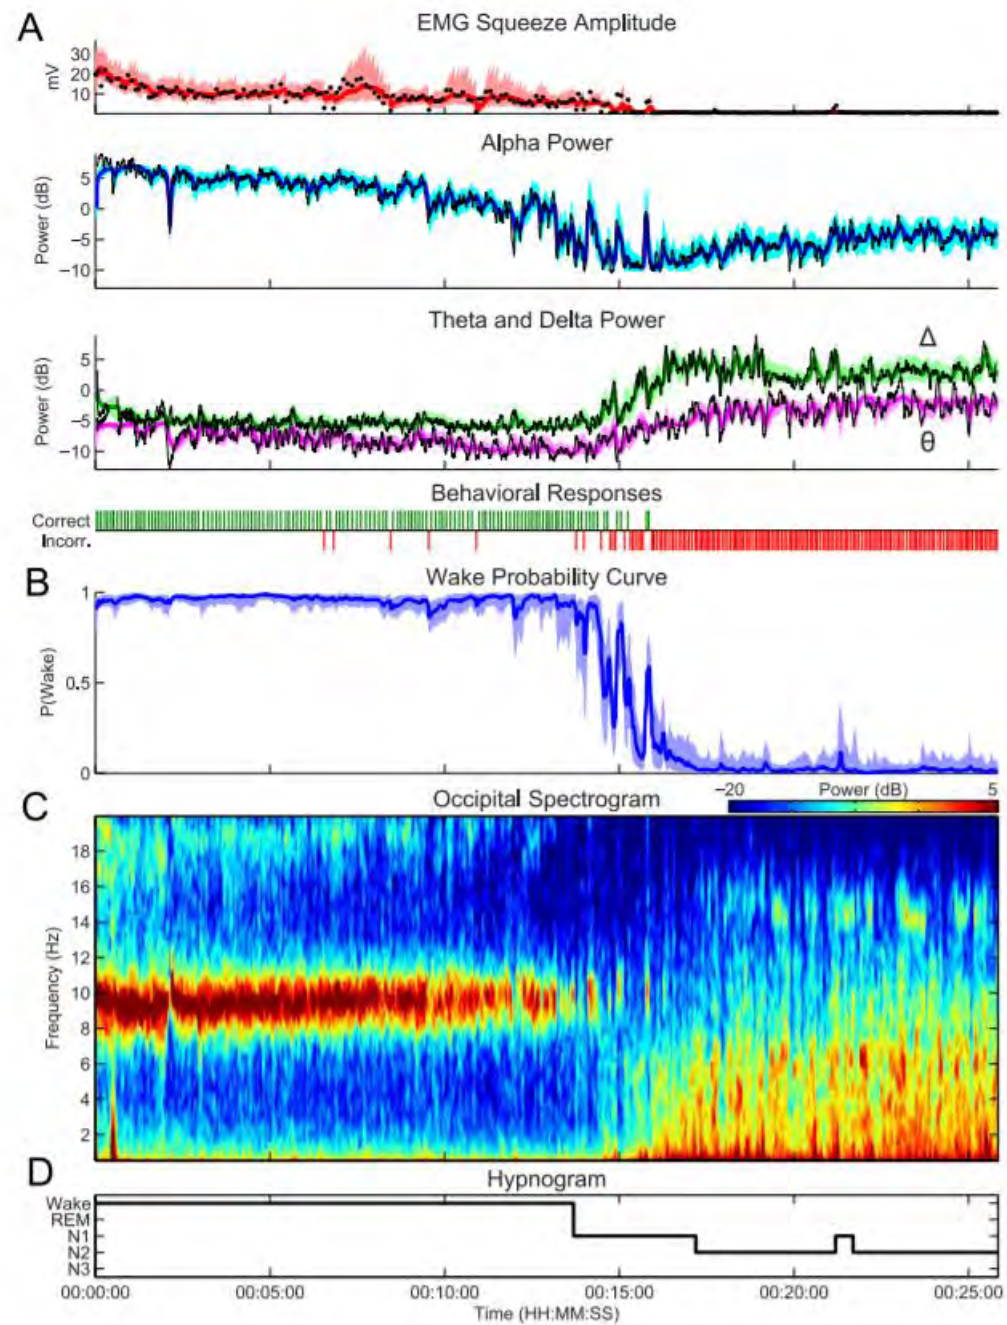 A
EMG Squeeze Amplitude
30
20
10
mV
Alpha Power
5
0
−5
−10
Power (dB)
Theta and Delta Power
Δ
5
0
−5
−10
Power (dB)
θ
Behavioral Responses
Correct
Incorr.
B
Wake Probability Curve
1
0.5
0
P(Wake)
C
Occipital Spectrogram
−20 Power (dB) 5
18
16
14
12
10
8
6
4
2
Frequency (Hz)
D
Hypnogram
Wake
REM
N1
N2
N3
00:00:00 00:05:00 00:10:00 00:15:00 00:20:00 00:25:00
Time (HH:MM:SS)